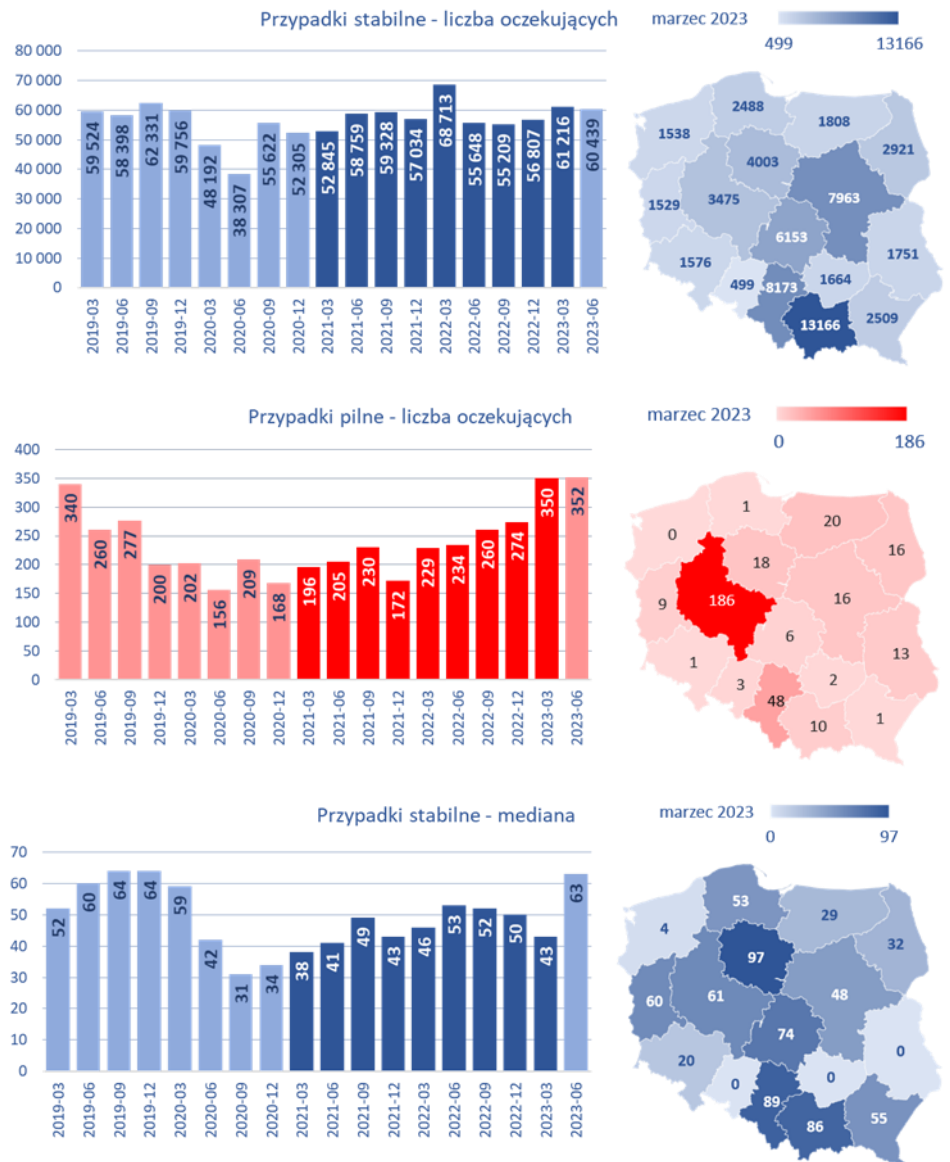 Przypadki stabilne - liczba oczekujących
marzec 2023
499 13166
80 000
70 000
60 000
50 000
40 000
30 000
20 000
10 000
0
59 524 58 398 62 331 59 756 48 192 38 307 55 622 52 305 52 845 58 759 59 328 57 034 68 713 55 648 55 209 56 807 61 216 60 439
2019-03 2019-06 2019-09 2019-12 2020-03 2020-06 2020-09 2020-12 2021-03 2021-06 2021-09 2021-12 2022-03 2022-06 2022-09 2022-12 2023-03 2023-06
2488
1538 1808
2921
4003
1529 3475 7963
6153
1576 1751
499 8173 1664
13166 2509
Przypadki pilne - liczba oczekujących
marzec 2023
0 186
400
350
300
250
200
150
100
50
0
340 260 277 200 202 156 209 168 196 205 230 172 229 234 260 274 350 352
2019-03 2019-06 2019-09 2019-12 2020-03 2020-06 2020-09 2020-12 2021-03 2021-06 2021-09 2021-12 2022-03 2022-06 2022-09 2022-12 2023-03 2023-06
1
0 20
16
18
9 186 16
6
1 13
3 48 2
10 1
Przypadki stabilne - mediana
marzec 2023
0 97
70
60
50
40
30
20
10
0
52 60 64 64 59 42 31 34 38 41 49 43 46 53 52 50 43 63
2019-03 2019-06 2019-09 2019-12 2020-03 2020-06 2020-09 2020-12 2021-03 2021-06 2021-09 2021-12 2022-03 2022-06 2022-09 2022-12 2023-03 2023-06
53
4 29
32
97
60 61 48
74
20 0
0 89 0
86 55